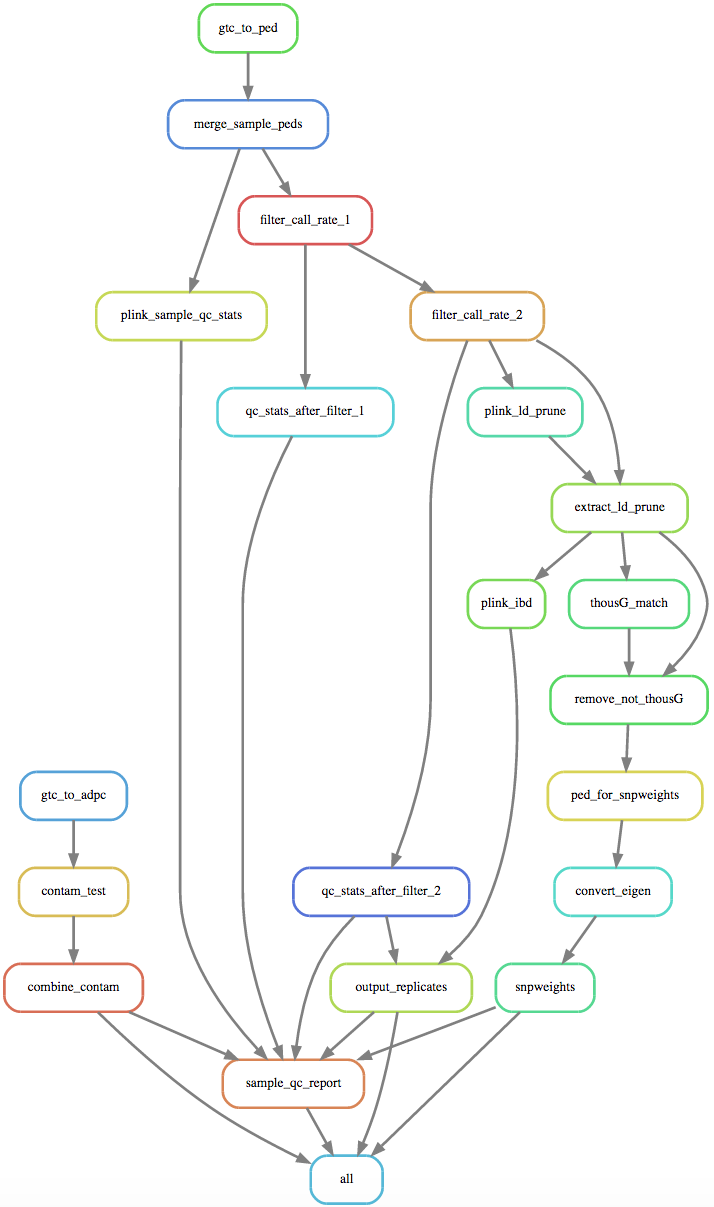 gtc_to_ped
merge_sample_peds
filter_call_rate_1
plink_sample_qc_stats
filter_call_rate_2
qc_stats_after_filter_1
plink_ld_prune
extract_ld_prune
plink_ibd
thousG_match
remove_not_thousG
gtc_to_adpc
ped_for_snpweights
contam_test
qc_stats_after_filter_2
convert_eigen
combine_contam
output_replicates
snpweights
sample_qc_report
all